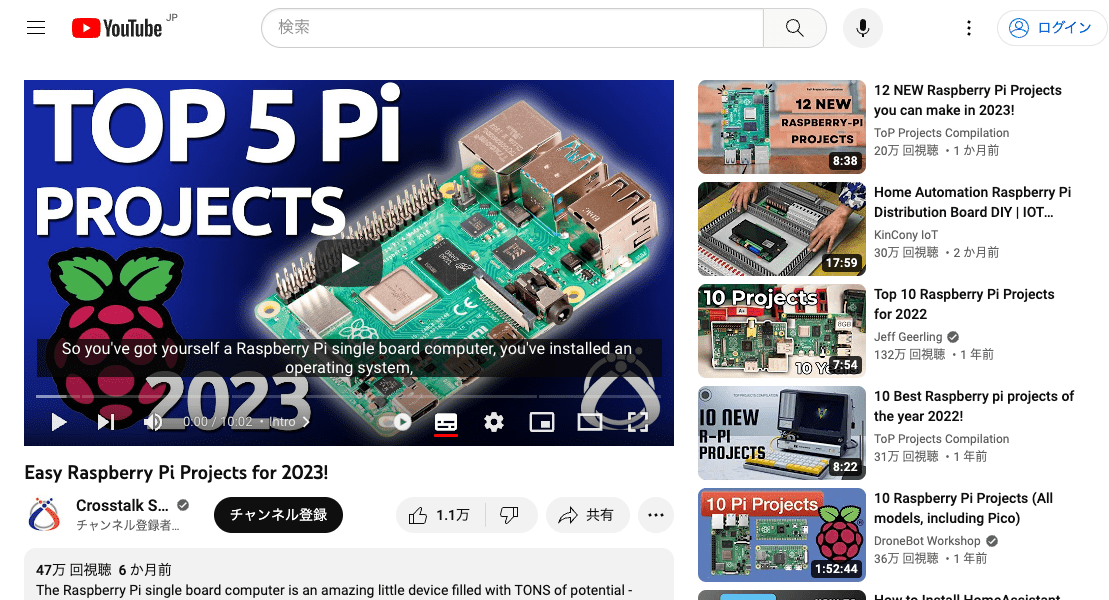 YouTube
JP
検索
ログイン
TOP 5 Pi
PROJECTS
2023
So you've got yourself a Raspberry Pi single board computer, you've installed an
operating system,
0:00 / 10:02 • Intro
Easy Raspberry Pi Projects for 2023!
Crosstalk S...
チャンネル登録者...
チャンネル登録
1.1万
共有
47万 回視聴 6 か月前
The Raspberry Pi single board computer is an amazing little device filled with TONS of potential -
ToP Projects Compilation
12 NEW
RASPBERRY-PI
PROJECTS
8:38
12 NEW Raspberry Pi Projects
you can make in 2023!
ToP Projects Compilation
20万 回視聴 • 1 か月前
17:59
Home Automation Raspberry Pi
Distribution Board DIY | IOT...
KinCony IoT
30万 回視聴 • 2 か月前
10 Projects
A+
8GB
10 Ye
7:54
Top 10 Raspberry Pi Projects
for 2022
Jeff Geerling
132万 回視聴 • 1 年前
TOP PROJECTS COMPILATION
10 NEW
R-PI
PROJECTS
8:22
10 Best Raspberry Pi projects of
the year 2022!
ToP Projects Compilation
31万 回視聴 • 1 年前
10 Pi Projects
1:52:44
10 Raspberry Pi Projects (All
models, including Pico)
DroneBot Workshop
36万 回視聴 • 1 年前
How to Install HomeAssistant